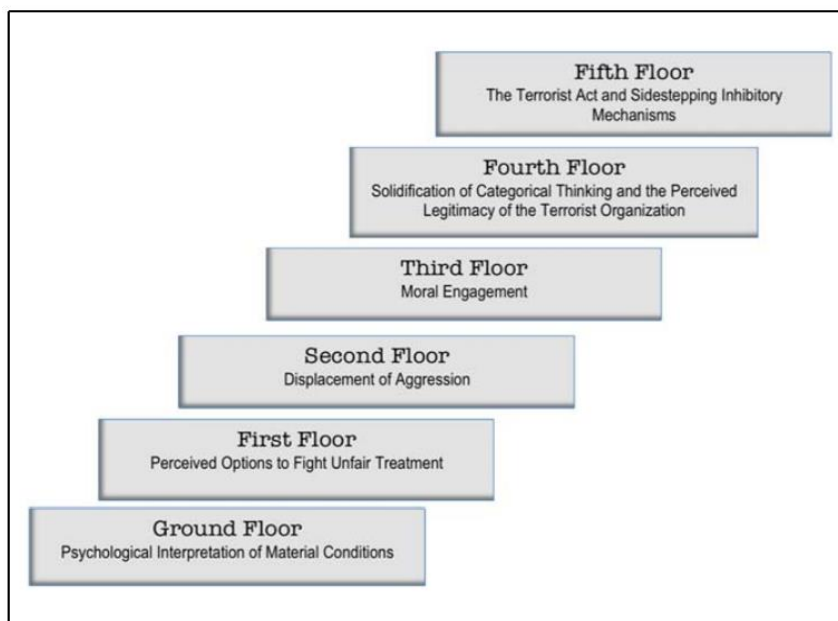 Fifth Floor
The Terrorist Act and Sidestepping Inhibitory
Mechanisms
Fourth Floor
Solidification of Categorical Thinking and the Perceived
Legitimacy of the Terrorist Organization
Third Floor
Moral Engagement
Second Floor
Displacement of Aggression
First Floor
Perceived Options to Fight Unfair Treatment
Ground Floor
Psychological Interpretation of Material Conditions